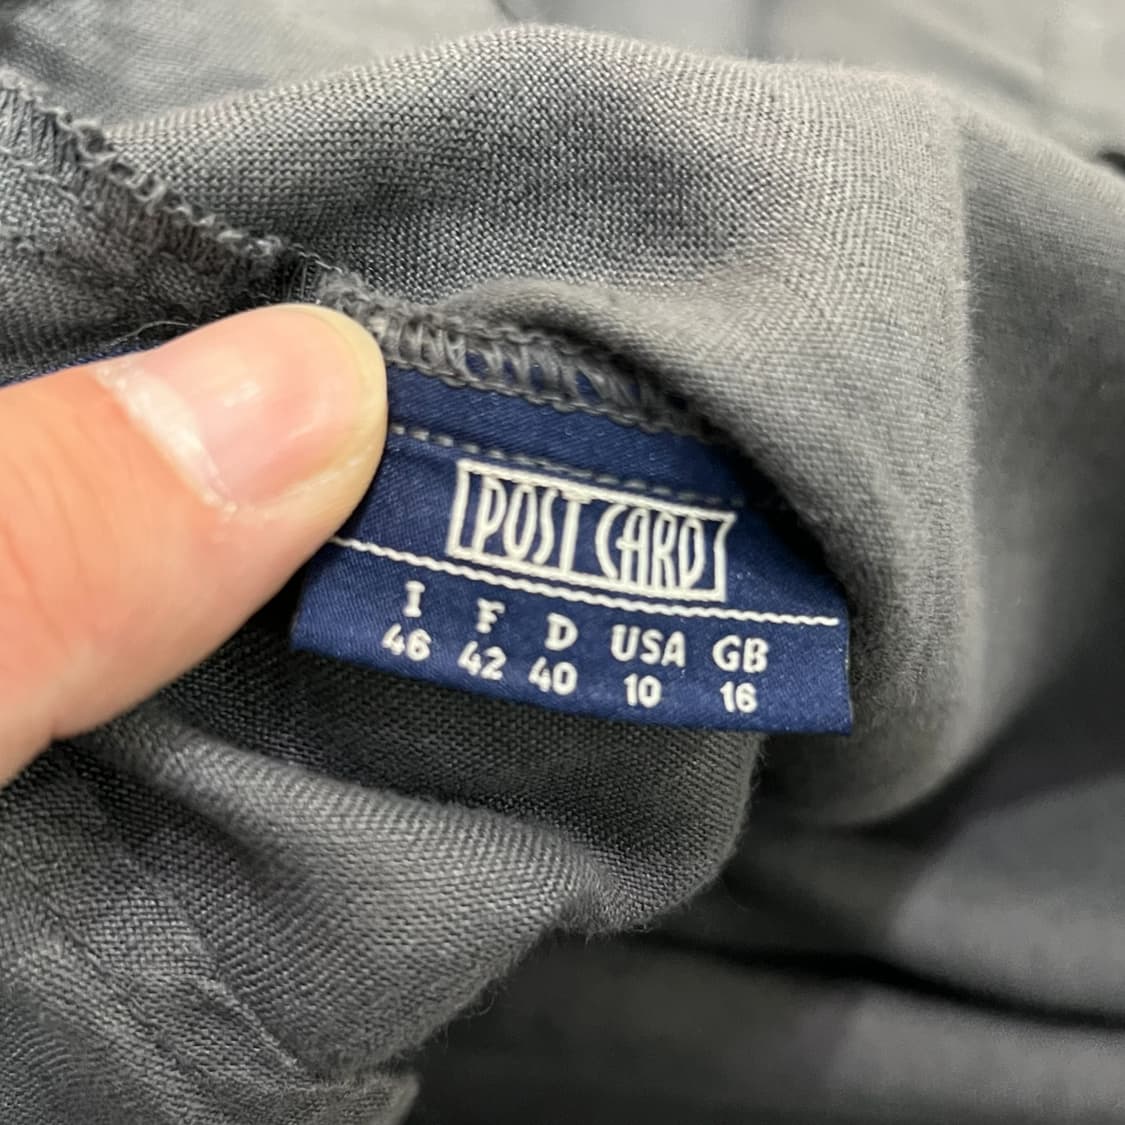 POST CARD
I F D USA GB
46 42 40 10 16